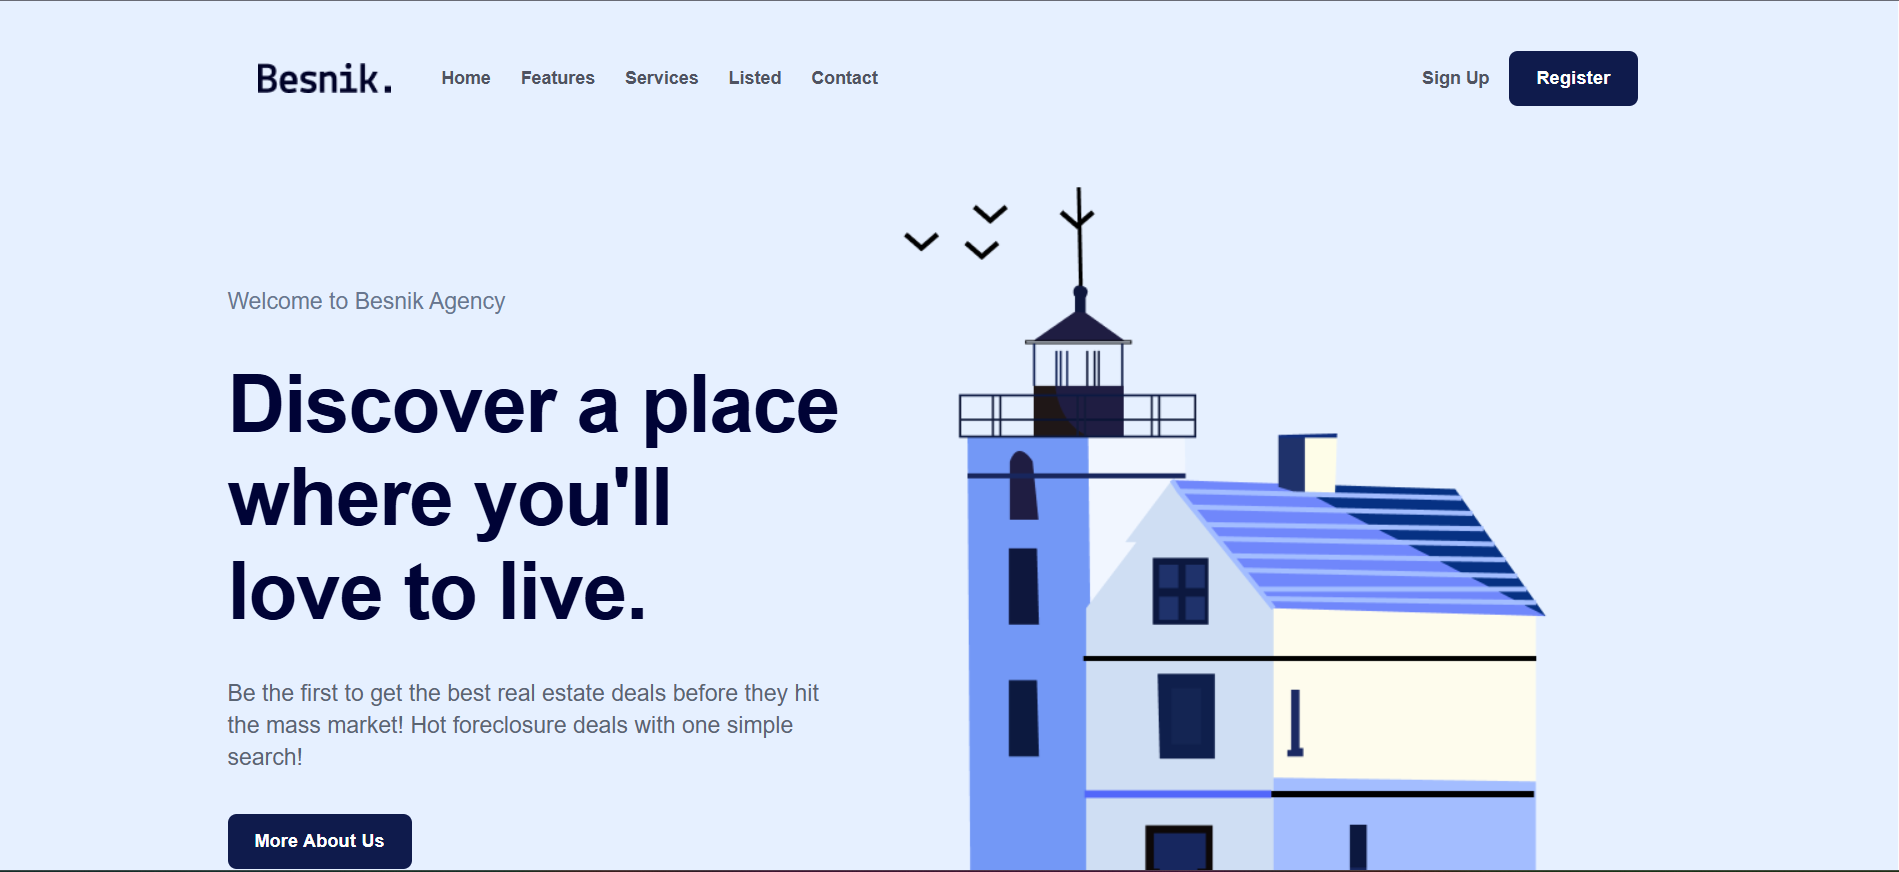 Besnik.
Home Features Services Listed Contact
Sign Up Register
Welcome to Besnik Agency
Discover a place
where you'll
love to live.
Be the first to get the best real estate deals before they hit
the mass market! Hot foreclosure deals with one simple
search!
More About Us